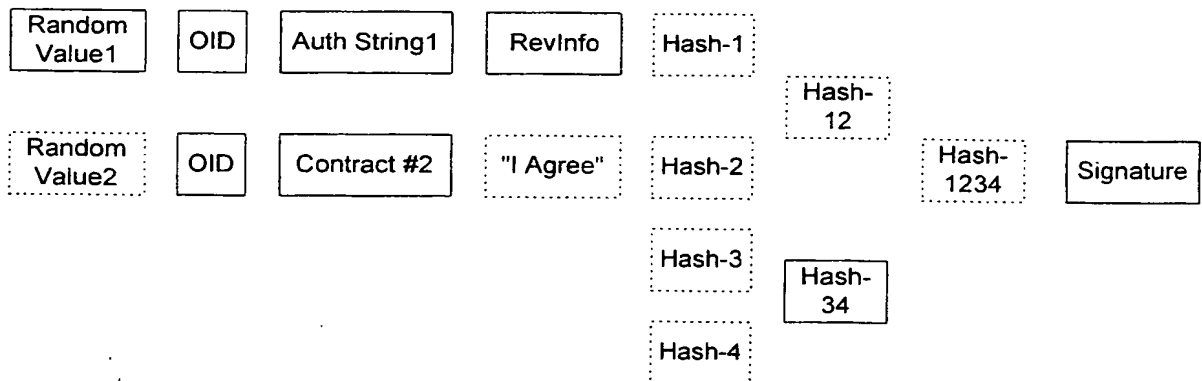 Random
Value1
OID
Auth String1
RevInfo
Hash-1
Hash-
12
Random
Value2
OID
Contract #2
"I Agree"
Hash-2
Hash-
1234
Signature
Hash-3
Hash-
34
Hash-4